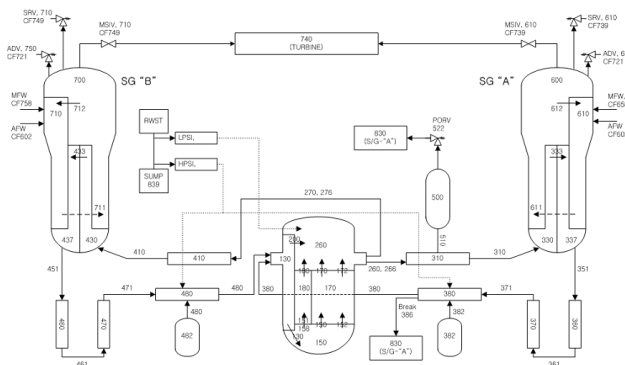 SRV, 710
CF749
MSIV, 710
CF749
740
(TURBINE)
MSIV, 610
CF739
SRV, 610
CF739
ADV, 750
CF721
ADV, 6
CF721
700
SG "B"
SG "A"
600
MFW
CF758
710
712
612
610
MFW,
CF65
AFW
CF602
AFW
CF60
RWST
LPSI,
HPSI,
SUMP
839
830
(S/G-"A")
PORV
522
433
333
500
711
611
270, 276
510
437
430
260
330
337
410
410
130
310
310
260, 266
451
471
480
480
480
180
170
380
380
380
371
351
460
470
482
Break
386
382
382
370
360
150
130
830
(S/G-"A")
461
361